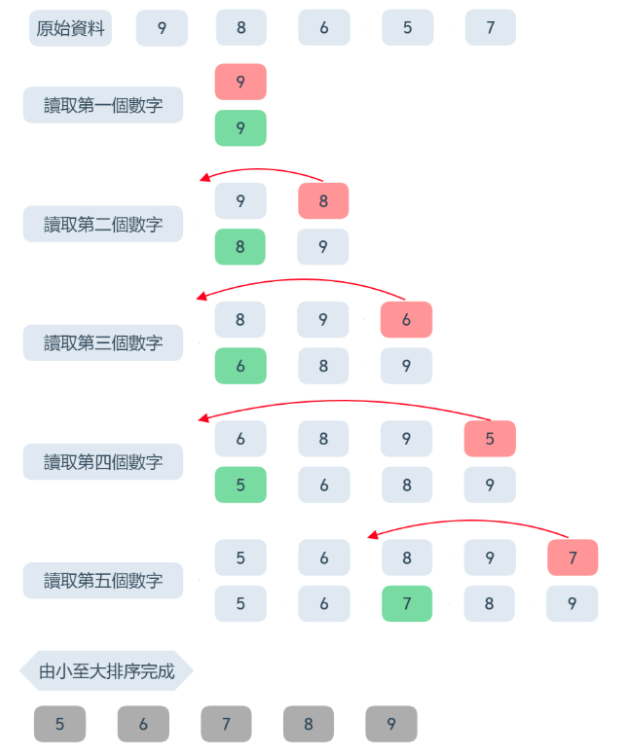 原始資料 9 8 6 5 7
9
讀取第一個數字
9
9 8
讀取第二個數字
8 9
8 9 6
讀取第三個數字
6 8 9
6 8 9 5
讀取第四個數字
5 6 8 9
5 6 8 9 7
讀取第五個數字
5 6 7 8 9
由小至大排序完成
5 6 7 8 9